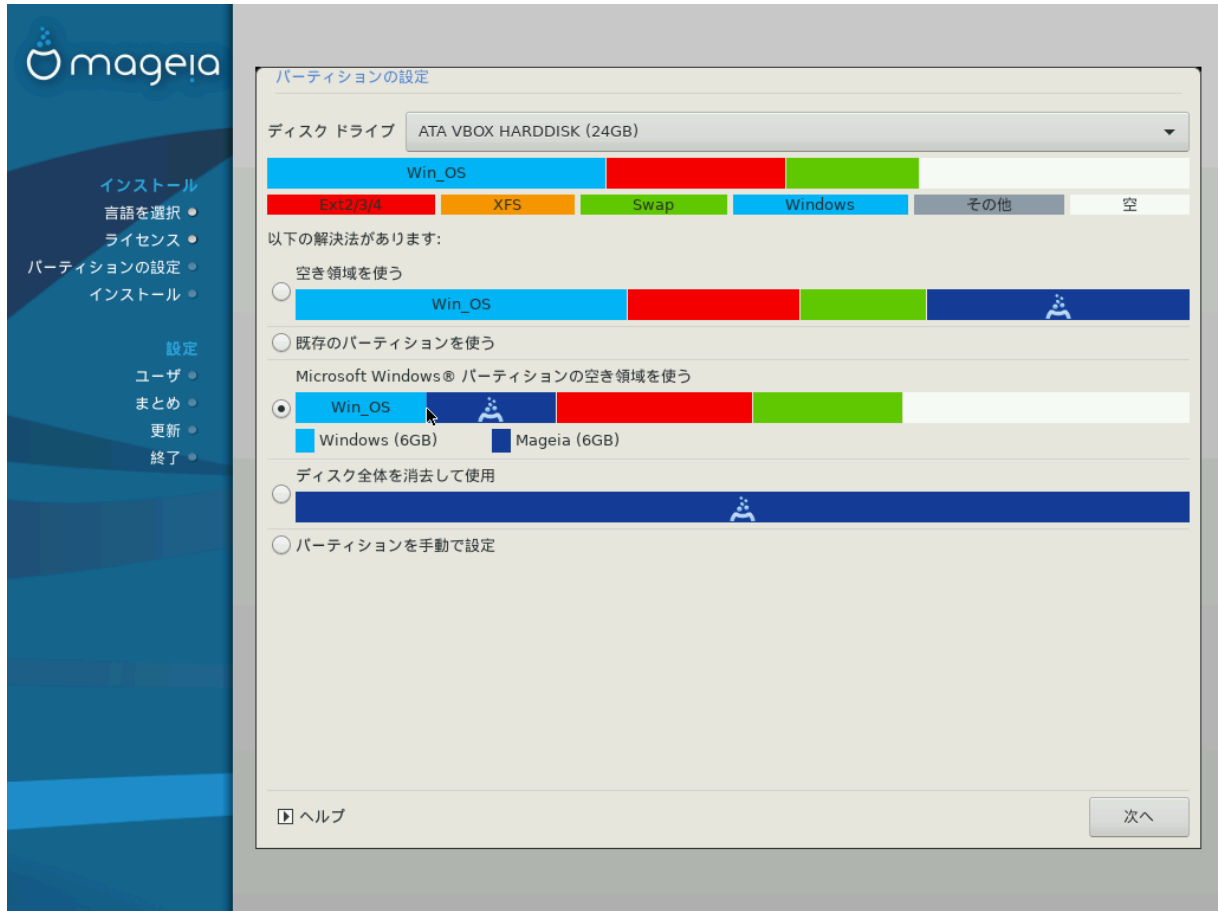 mageia
インストール
言語を選択
ライセンス
パーティションの設定
インストール
設定
ユーザ
まとめ
更新
終了
パーティションの設定
ディスク ドライブ ATA VBOX HARDDISK (24GB)
Win_OS
Ext2/3/4 XFS Swap Windows その他 空
以下の解決法があります:
空き領域を使う
Win_OS
既存のパーティションを使う
Microsoft Windows® パーティションの空き領域を使う
Win_OS
Windows (6GB) Mageia (6GB)
ディスク全体を消去して使用
パーティションを手動で設定
ヘルプ 次へ